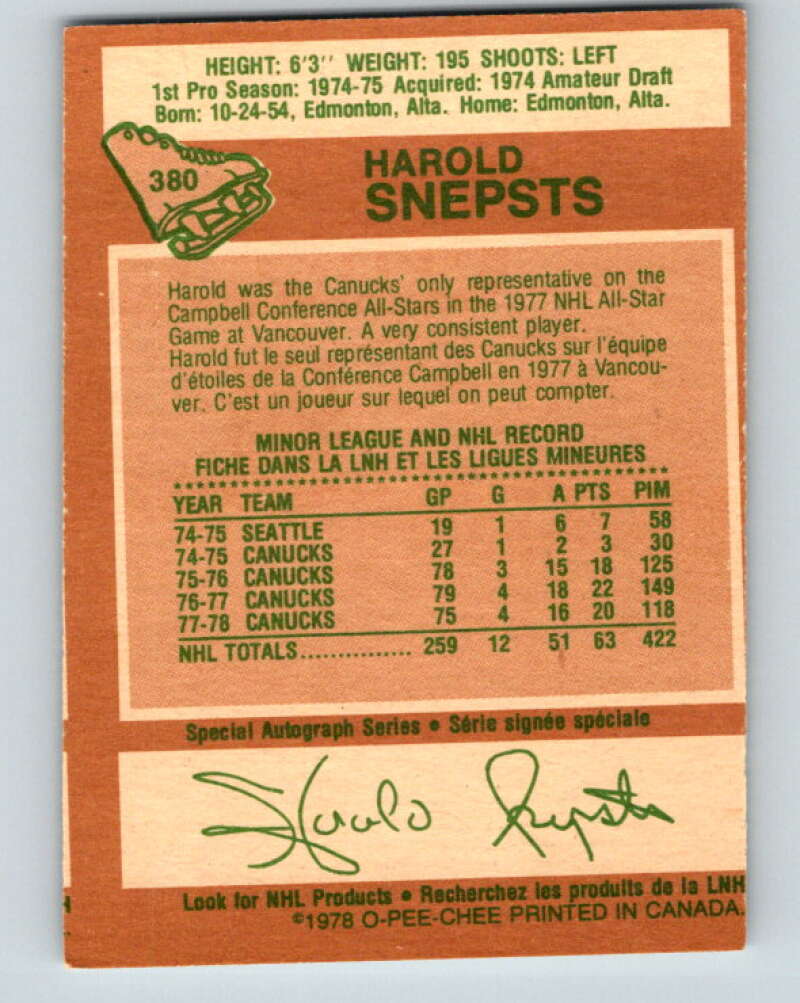 HEIGHT: 6'3'' WEIGHT: 195 SHOOTS: LEFT
1st Pro Season: 1974-75 Acquired: 1974 Amateur Draft
Born: 10-24-54, Edmonton, Alta. Home: Edmonton, Alta.
380
HAROLD
SNEPSTS
Harold was the Canucks' only representative on the
Campbell Conference All-Stars in the 1977 NHL All-Star
Game at Vancouver. A very consistent player.
Harold fut le seul représentant des Canucks sur l'équipe
d'étoiles de la Conférence Campbell en 1977 à Vancou-
ver. C'est un joueur sur lequel on peut compter.
MINOR LEAGUE AND NHL RECORD
FICHE DANS LA LNH ET LES LIGUES MINEURES
YEAR TEAM GP G A PTS PIM
74-75 SEATTLE 19 1 6 7 58
74-75 CANUCKS 27 1 2 3 30
75-76 CANUCKS 78 3 15 18 125
76-77 CANUCKS 79 4 18 22 149
77-78 CANUCKS 75 4 16 20 118
NHL TOTALS............... 259 12 51 63 422
Special Autograph Series • Série signée spéciale
Harold Snepsts
Look for NHL Products • Recherchez les produits de la LNH
©1978 O-PEE-CHEE PRINTED IN CANADA.